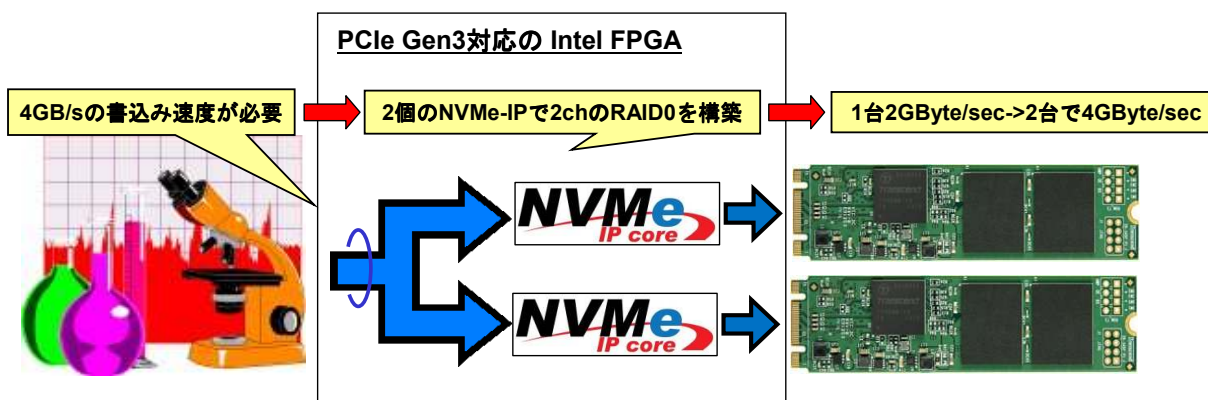 PCIe Gen3対応の Intel FPGA
4GB/sの書込み速度が必要
2個のNVMe-IPで2chのRAID0を構築
1台2GByte/sec->2台で4GByte/sec
NVMe
IP core
NVMe
IP core